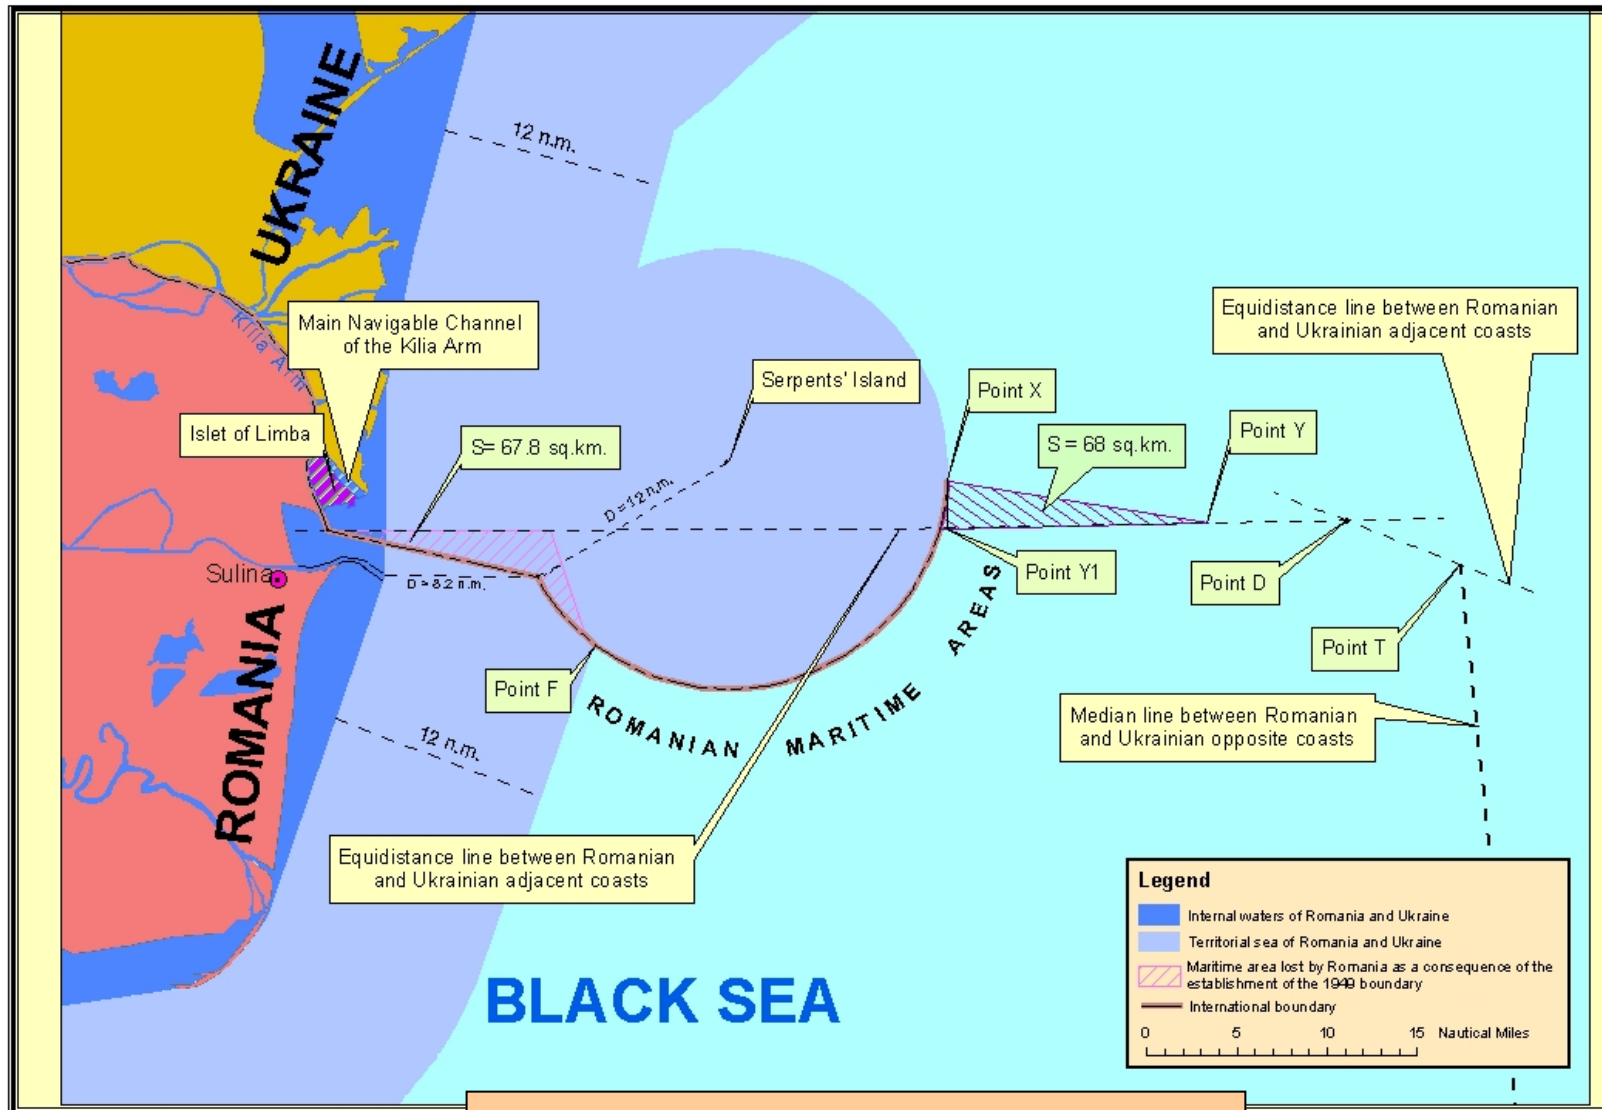 UKRAINE
12 n.m.
Main Navigable Channel
of the Kilia Arm
Kilia Arm
Islet of Limba
S= 67.8 sq.km.
Serpents' Island
D = 12 n.m.
Point X
S = 68 sq.km.
Point Y
Equidistance line between Romanian
and Ukrainian adjacent coasts
Sulina
D = 8.2 n.m.
Point Y1
Point D
Point T
Point F
ROMANIA
12 n.m.
ROMANIAN MARITIME AREAS
Median line between Romanian
and Ukrainian opposite coasts
Equidistance line between Romanian
and Ukrainian adjacent coasts
BLACK SEA
Legend
Internal waters of Romania and Ukraine
Territorial sea of Romania and Ukraine
Maritime area lost by Romania as a consequence of the
establishment of the 1949 boundary
International boundary
0 5 10 15 Nautical Miles